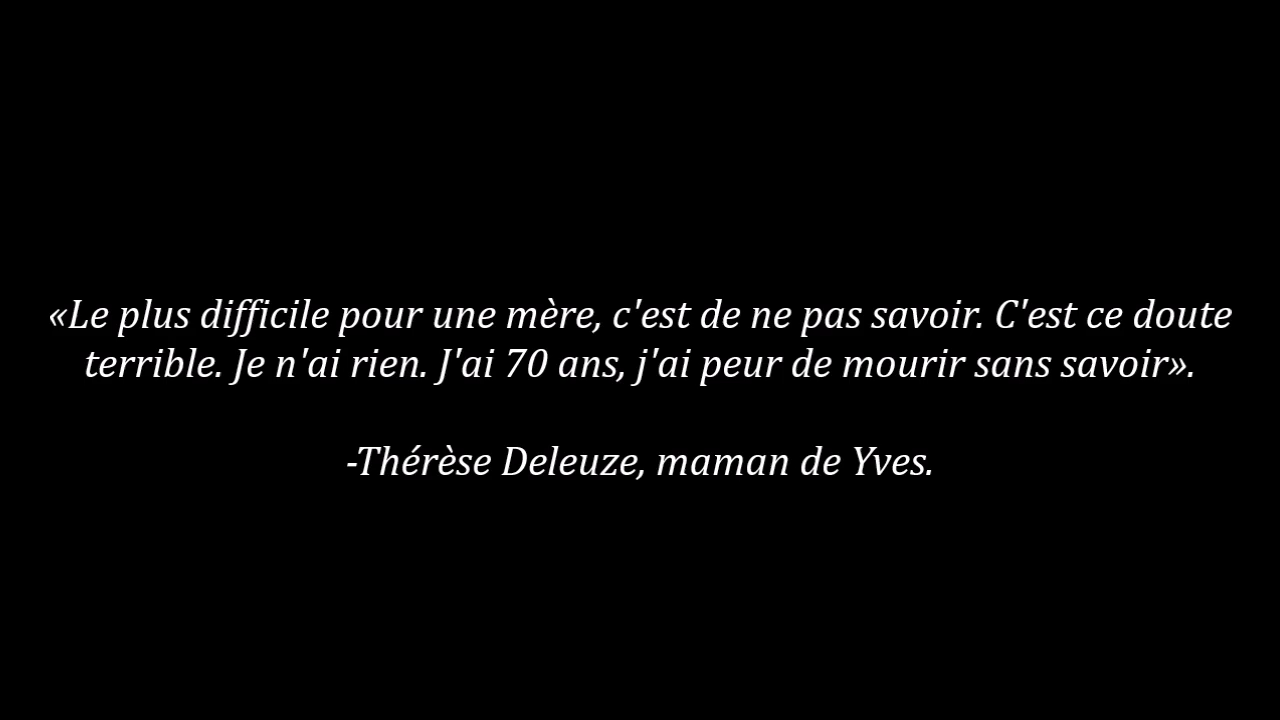 «Le plus difficile pour une mère, c'est de ne pas savoir. C'est ce doute
terrible. Je n'ai rien. J'ai 70 ans, j'ai peur de mourir sans savoir».
-Thérèse Deleuze, maman de Yves.